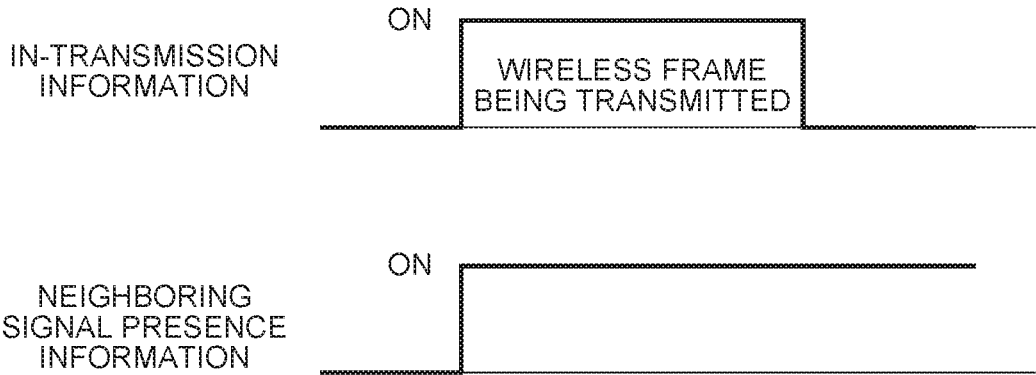 ON
IN-TRANSMISSION
INFORMATION
WIRELESS FRAME
BEING TRANSMITTED
ON
NEIGHBORING
SIGNAL PRESENCE
INFORMATION